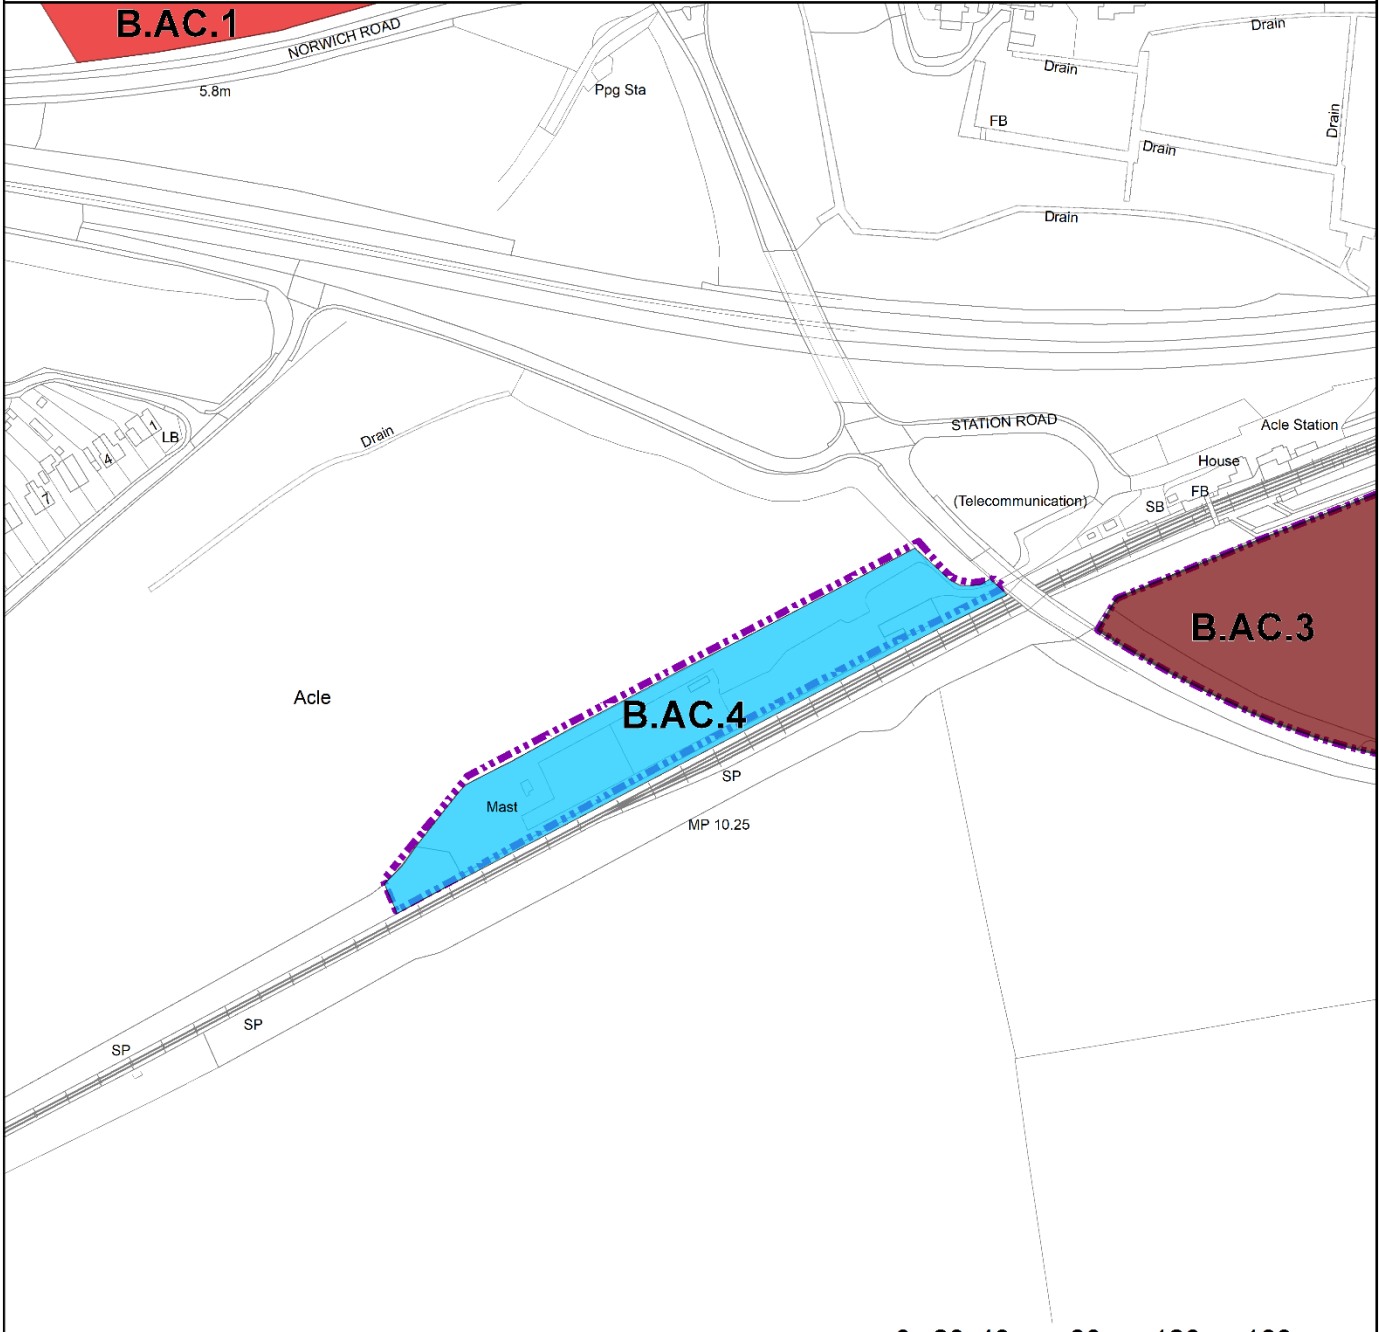 B.AC.1
NORWICH ROAD
5.8m
Ppg Sta
Drain
Drain
FB
Drain
Drain
Drain
STATION ROAD
Acle Station
House
(Telecommunication)
SB
FB
1
LB
4
7
Drain
B.AC.3
Acle
B.AC.4
Mast
SP
MP 10.25
SP
SP